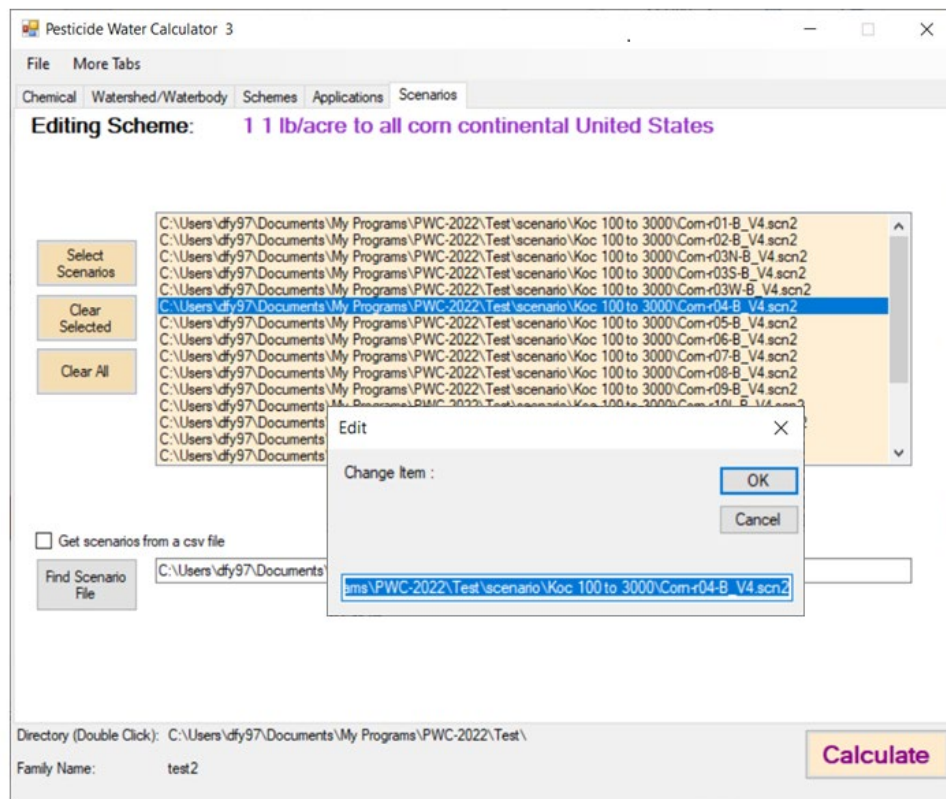 Pesticide Water Calculator 3
File More Tabs
Chemical Watershed/Waterbody Schemes Applications Scenarios
Editing Scheme: 1 1 lb/acre to all corn continental United States
Select
Scenarios
Clear
Selected
Clear All
C:\Users\dfy97\Documents\My Programs\PWC-2022\Test\scenario\Koc 100 to 3000\Corn-r01-B_V4.scn2
C:\Users\dfy97\Documents\My Programs\PWC-2022\Test\scenario\Koc 100 to 3000\Corn-r02-B_V4.scn2
C:\Users\dfy97\Documents\My Programs\PWC-2022\Test\scenario\Koc 100 to 3000\Corn-r03N-B_V4.scn2
C:\Users\dfy97\Documents\My Programs\PWC-2022\Test\scenario\Koc 100 to 3000\Corn-r03S-B_V4.scn2
C:\Users\dfy97\Documents\My Programs\PWC-2022\Test\scenario\Koc 100 to 3000\Corn-r03W-B_V4.scn2
C:\Users\dfy97\Documents\My Programs\PWC-2022\Test\scenario\Koc 100 to 3000\Corn-r04-B_V4.scn2
C:\Users\dfy97\Documents\My Programs\PWC-2022\Test\scenario\Koc 100 to 3000\Corn-r05-B_V4.scn2
C:\Users\dfy97\Documents\My Programs\PWC-2022\Test\scenario\Koc 100 to 3000\Corn-r06-B_V4.scn2
C:\Users\dfy97\Documents\My Programs\PWC-2022\Test\scenario\Koc 100 to 3000\Corn-r07-B_V4.scn2
C:\Users\dfy97\Documents\My Programs\PWC-2022\Test\scenario\Koc 100 to 3000\Corn-r08-B_V4.scn2
C:\Users\dfy97\Documents\My Programs\PWC-2022\Test\scenario\Koc 100 to 3000\Corn-r09-B_V4.scn2
C:\Users\dfy97\Documents\My
C:\Users\dfy97\Documents
C:\Users\dfy97\Documents
C:\Users\dfy97\Documents
Edit
Change Item :
OK
Cancel
ams\PWC-2022\Test\scenario\Koc 100 to 3000\Corn-r04-B_V4.scn2
Get scenarios from a csv file
Find Scenario
File
C:\Users\dfy97\Documents\
Directory (Double Click): C:\Users\dfy97\Documents\My Programs\PWC-2022\Test\
Family Name: test2
Calculate